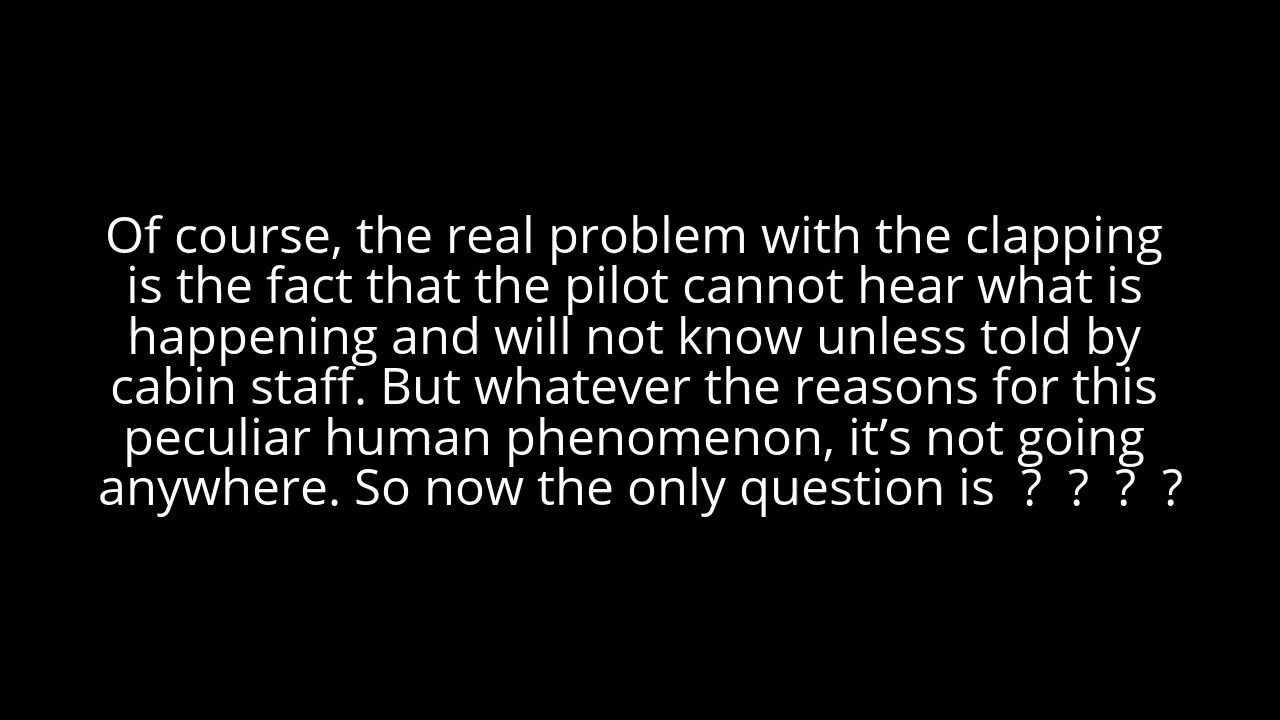 Of course, the real problem with the clapping
is the fact that the pilot cannot hear what is
happening and will not know unless told by
cabin staff. But whatever the reasons for this
peculiar human phenomenon, it’s not going
anywhere. So now the only question is ? ? ? ?